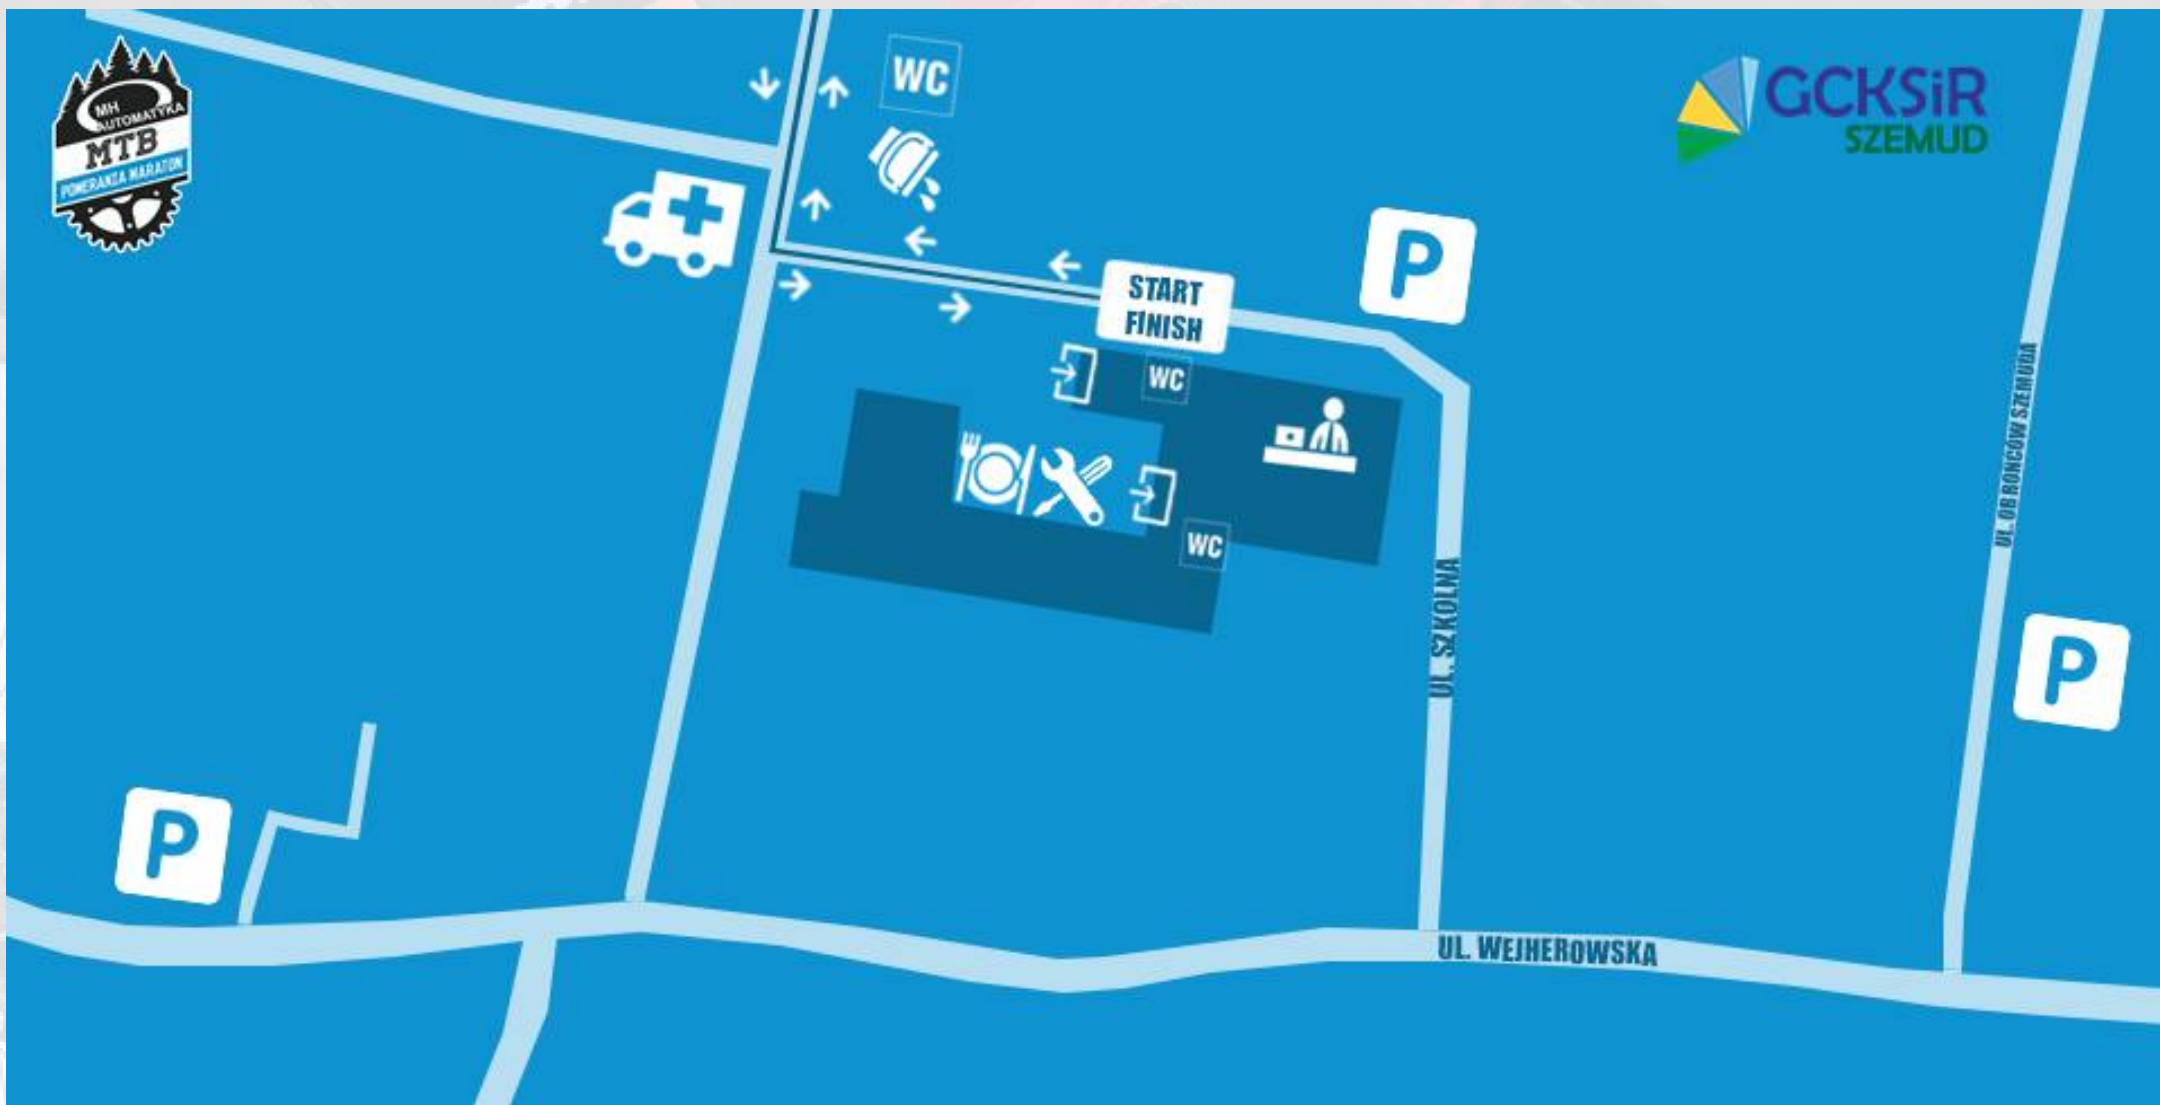 MH
AUTOMATYKA
MTB
POMERANIA MARATON
WC
GCKSiR
SZEMUD
P
START
FINISH
WC
WC
UL. OBROŃCÓW SZEMUDA
UL. SZKOLNA
P
P
UL. WEJHEROWSKA